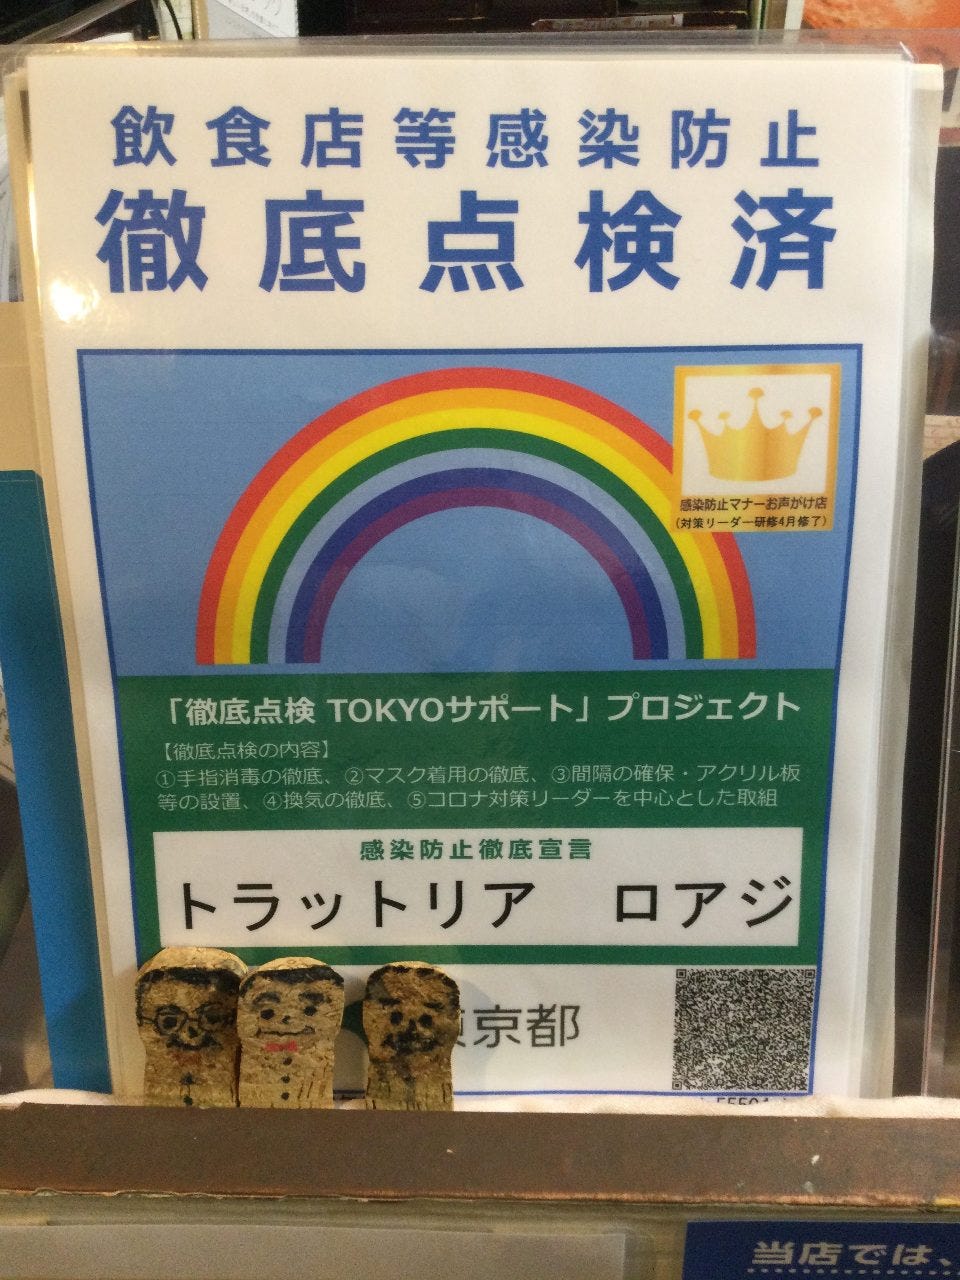 飲食店等感染防止
徹底点検済
感染防止マナーお声がけ店
(対策リーダー研修4月修了)
「徹底点検 TOKYOサポート」プロジェクト
【徹底点検の内容】
①手指消毒の徹底、②マスク着用の徹底、③間隔の確保・アクリル板
等の設置、④換気の徹底、⑤コロナ対策リーダーを中心とした取組
感染防止徹底宣言
トラットリア ロアジ
京都
当店では、